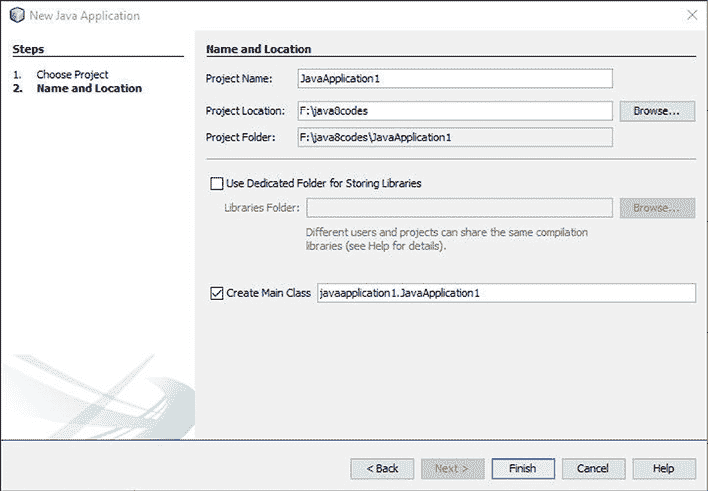 New Java Application
Steps
1. Choose Project
2. Name and Location
Name and Location
Project Name: JavaApplication1
Project Location: F:\java8codes Browse...
Project Folder: F:\java8codes\JavaApplication1
Use Dedicated Folder for Storing Libraries
Libraries Folder: Browse...
Different users and projects can share the same compilation
libraries (see Help for details).
Create Main Class javaapplication1.JavaApplication1
< Back Next > Finish Cancel Help